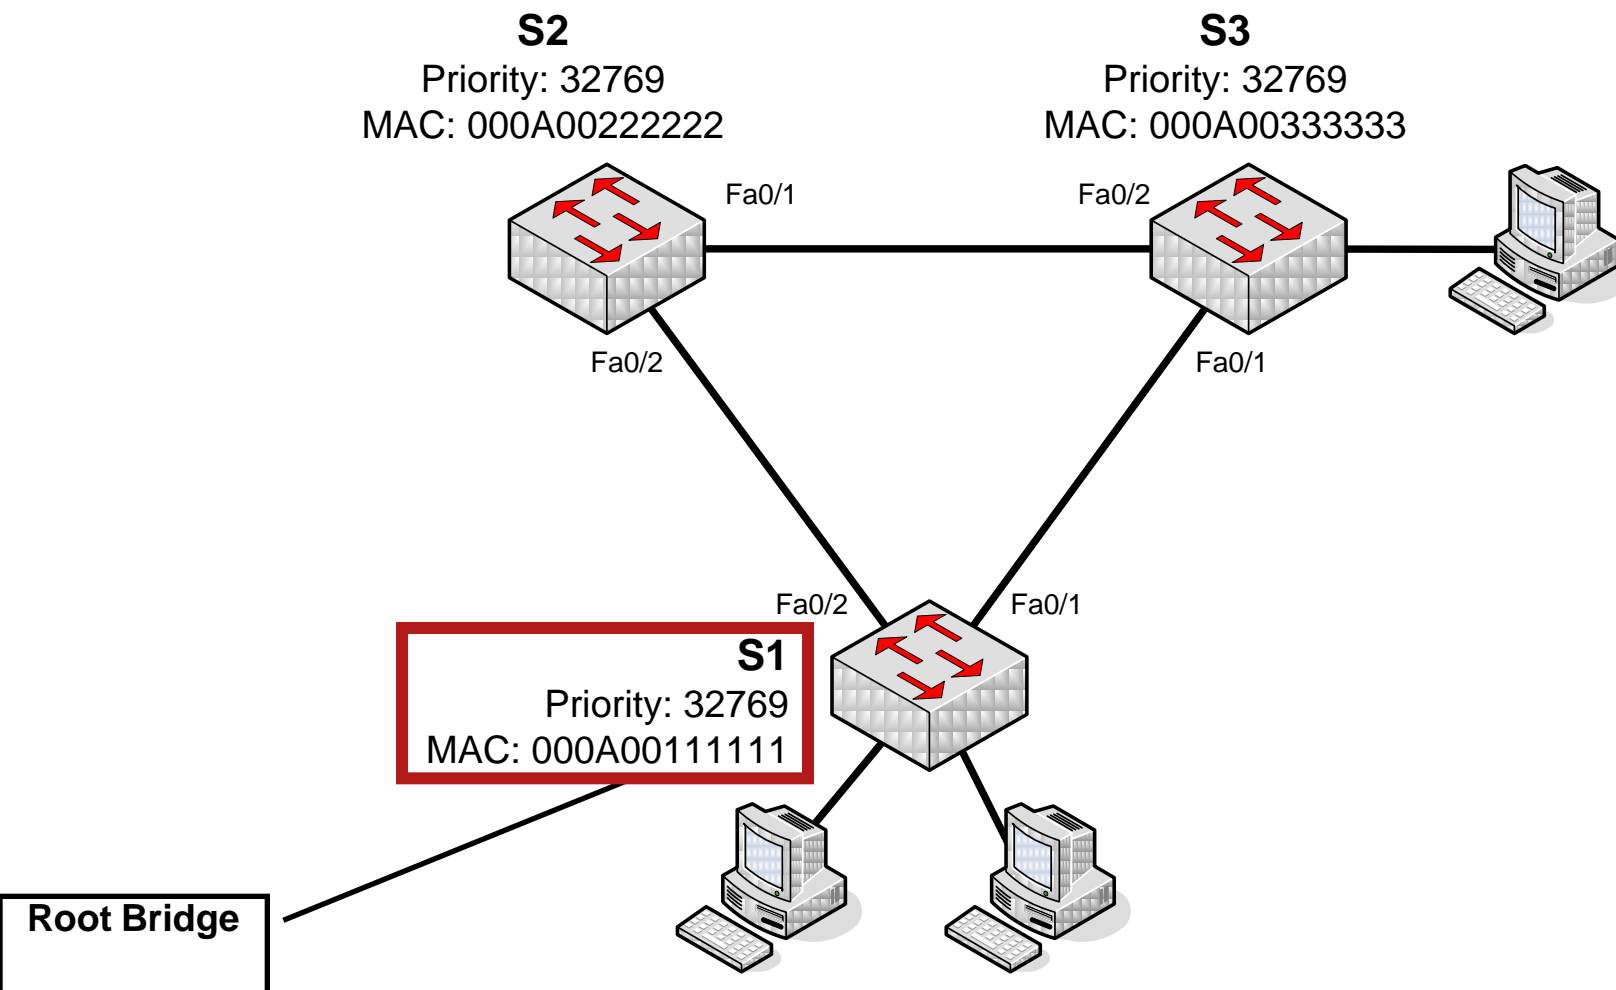 S2
Priority: 32769
MAC: 000A00222222
S3
Priority: 32769
MAC: 000A00333333
Fa0/1
Fa0/2
Fa0/2
Fa0/1
Fa0/2
Fa0/1
S1
Priority: 32769
MAC: 000A00111111
Root Bridge